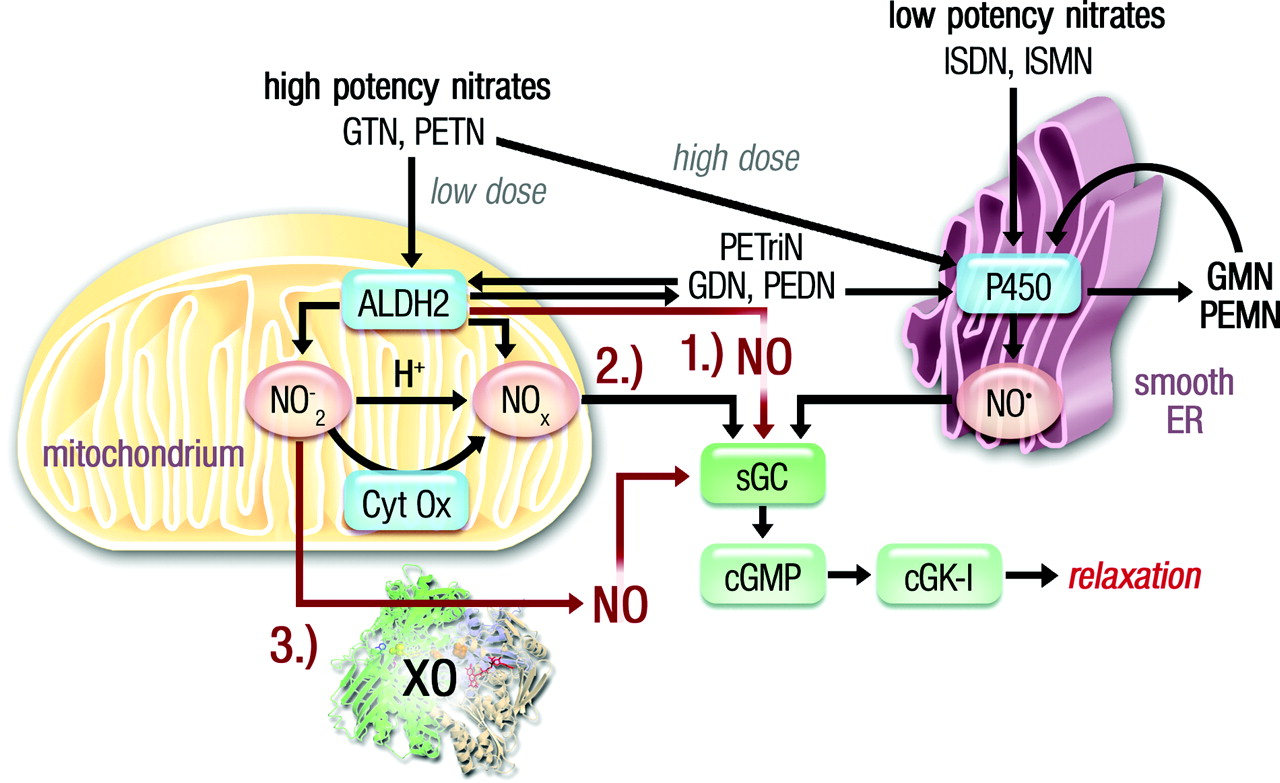 low potency nitrates
ISDN, ISMN
high potency nitrates
GTN, PETN
high dose
low dose
PETriN
GDN, PEDN
ALDH2
P450
GMN
PEMN
1.) NO
2.)
H⁺
NO₂⁻
NOₓ
NO•
smooth
ER
mitochondrium
Cyt Ox
sGC
cGMP
cGK-I
relaxation
NO
3.)
XO